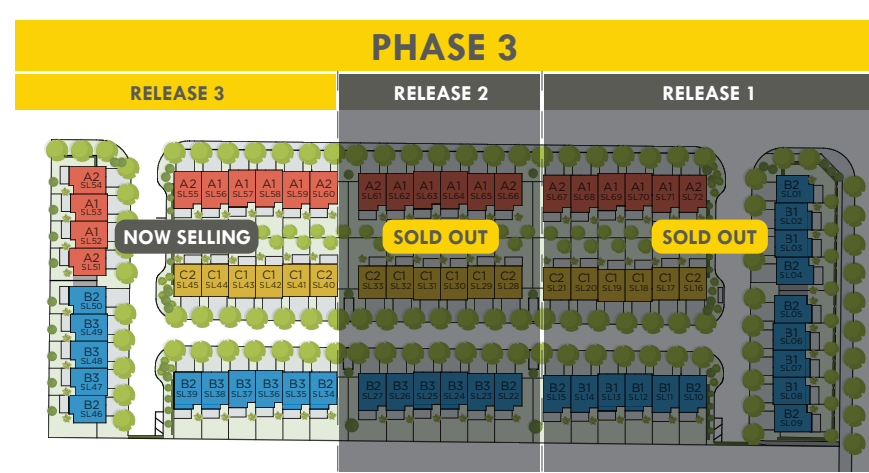 PHASE 3
RELEASE 3
RELEASE 2
RELEASE 1
A2
SL54
A1
SL53
A1
SL52
A2
SL51
B2
SL50
B3
SL49
B3
SL48
B3
SL47
B2
SL46
A2 A1 A1 A1 A1 A2
SL55 SL56 SL57 SL58 SL59 SL60
NOW SELLING
C2 C1 C1 C1 C1 C2
SL45 SL44 SL43 SL42 SL41 SL40
B2 B3 B3 B3 B3 B2
SL39 SL38 SL37 SL36 SL35 SL34
A2 A1 A1 A1 A1 A2
SL61 SL62 SL63 SL64 SL65 SL66
SOLD OUT
C2 C1 C1 C1 C1 C2
SL33 SL32 SL31 SL30 SL29 SL28
B2 B3 B3 B3 B3 B2
SL27 SL26 SL25 SL24 SL23 SL22
A2 A1 A1 A1 A1 A2
SL67 SL68 SL69 SL70 SL71 SL72
SOLD OUT
C2 C1 C1 C1 C1 C2
SL21 SL20 SL19 SL18 SL17 SL16
B2 B1 B1 B1 B1 B2
SL15 SL14 SL13 SL12 SL11 SL10
B2
SL01
B1
SL02
B1
SL03
B2
SL04
B2
SL05
B1
SL06
B1
SL07
B1
SL08
B2
SL09